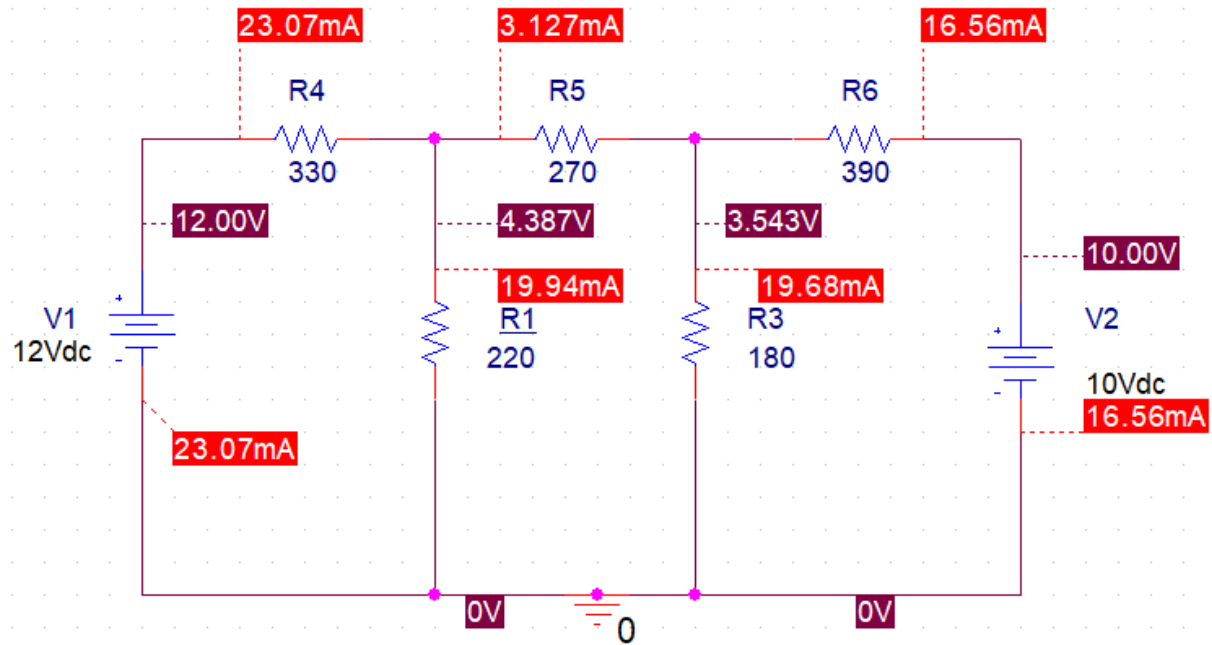 23.07mA
3.127mA
16.56mA
R4
R5
R6
330
270
390
12.00V
4.387V
3.543V
10.00V
19.94mA
19.68mA
+
V1
12Vdc
-
R1
220
R3
180
+
V2
10Vdc
-
16.56mA
23.07mA
0V
0
0V